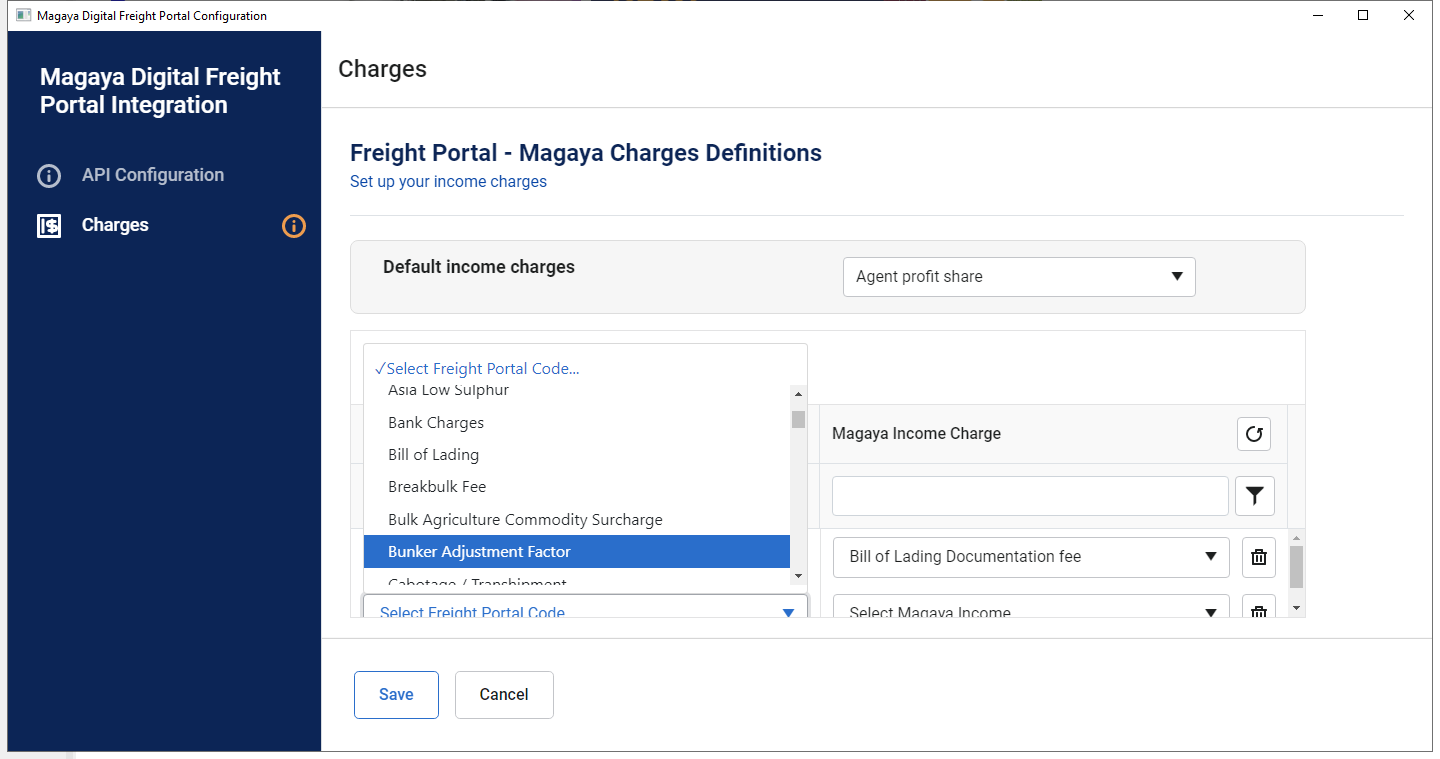 Magaya Digital Freight Portal Configuration
Magaya Digital Freight
Portal Integration
API Configuration
Charges
Charges
Freight Portal - Magaya Charges Definitions
Set up your income charges
Default income charges
Agent profit share
✓Select Freight Portal Code...
Asia Low Sulphur
Bank Charges
Bill of Lading
Breakbulk Fee
Bulk Agriculture Commodity Surcharge
Bunker Adjustment Factor
Cabotage / Transhipment
Select Freight Portal Code
Magaya Income Charge
Bill of Lading Documentation fee
Select Magaya Income
Save
Cancel